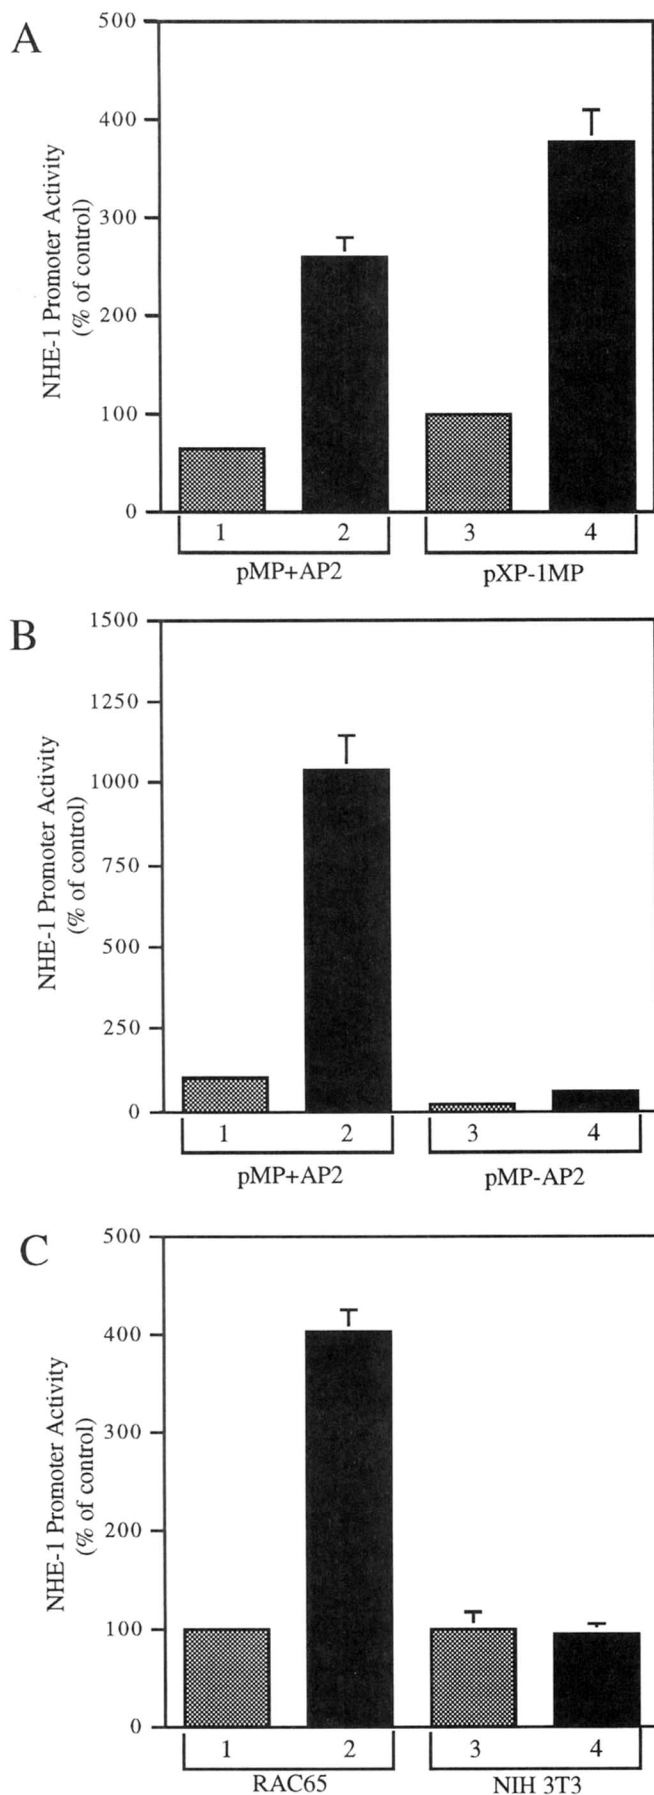 A
NHE-1 Promoter Activity
(% of control)
500
400
300
200
100
0
1 2 3 4
pMP+AP2 pXP-1MP
B
NHE-1 Promoter Activity
(% of control)
1500
1250
1000
750
500
250
0
1 2 3 4
pMP+AP2 pMP-AP2
C
NHE-1 Promoter Activity
(% of control)
500
400
300
200
100
0
1 2 3 4
RAC65 NIH 3T3